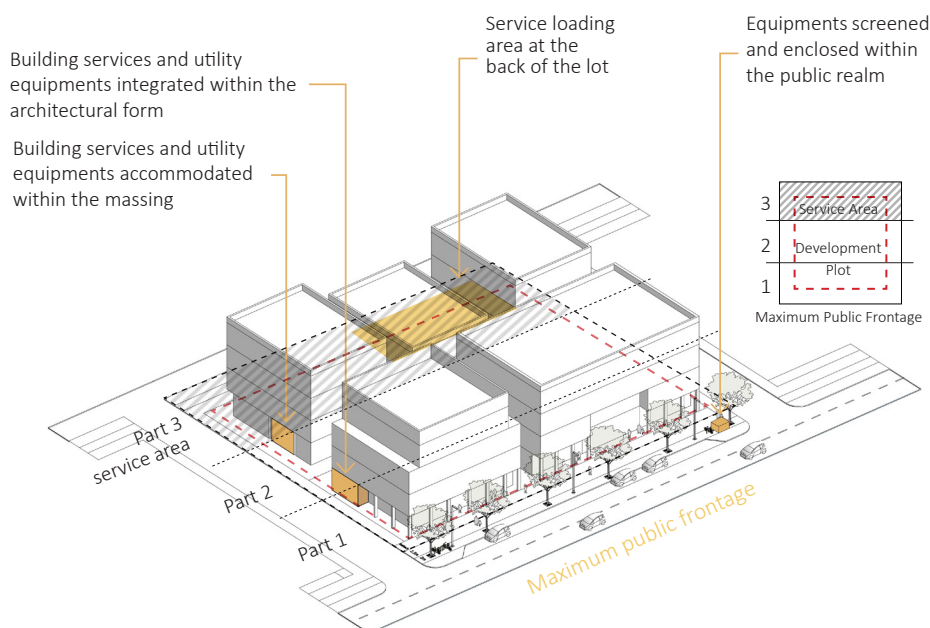 Service loading
area at the
back of the lot
Equipments screened
and enclosed within
the public realm
Building services and utility
equipments integrated within the
architectural form
Building services and utility
equipments accommodated
within the massing
3
Service Area
2
Development
Plot
1
Maximum Public Frontage
Part 3
service area
Part 2
Part 1
Maximum public frontage